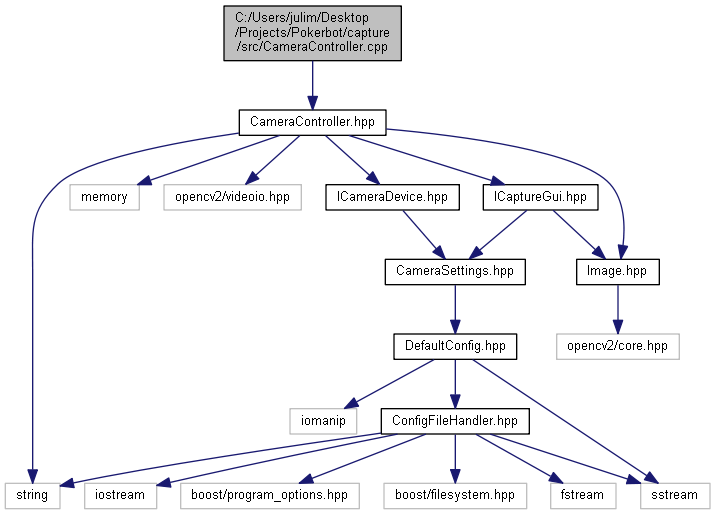 C:/Users/julim/Desktop
/Projects/Pokerbot/capture
/src/CameraController.cpp
CameraController.hpp
memory
opencv2/videoio.hpp
ICameraDevice.hpp
ICaptureGui.hpp
CameraSettings.hpp
Image.hpp
DefaultConfig.hpp
opencv2/core.hpp
iomanip
ConfigFileHandler.hpp
string
iostream
boost/program_options.hpp
boost/filesystem.hpp
fstream
sstream